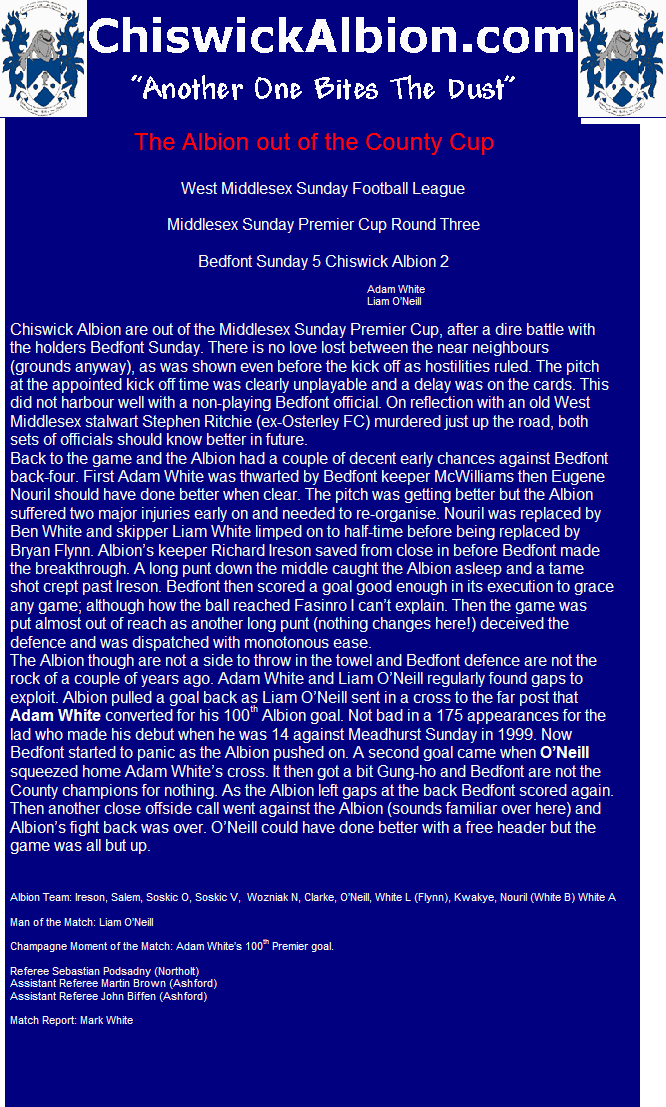 ChiswickAlbion.com
"Another One Bites The Dust"
The Albion out of the County Cup
West Middlesex Sunday Football League
Middlesex Sunday Premier Cup Round Three
Bedfont Sunday 5 Chiswick Albion 2
Adam White
Liam O'Neill
Chiswick Albion are out of the Middlesex Sunday Premier Cup, after a dire battle with
the holders Bedfont Sunday. There is no love lost between the near neighbours
(grounds anyway), as was shown even before the kick off as hostilities ruled. The pitch
at the appointed kick off time was clearly unplayable and a delay was on the cards. This
did not harbour well with a non-playing Bedfont official. On reflection with an old West
Middlesex stalwart Stephen Ritchie (ex-Osterley FC) murdered just up the road, both
sets of officials should know better in future.
Back to the game and the Albion had a couple of decent early chances against Bedfont
back-four. First Adam White was thwarted by Bedfont keeper McWilliams then Eugene
Nouril should have done better when clear. The pitch was getting better but the Albion
suffered two major injuries early on and needed to re-organise. Nouril was replaced by
Ben White and skipper Liam White limped on to half-time before being replaced by
Bryan Flynn. Albion's keeper Richard Ireson saved from close in before Bedfont made
the breakthrough. A long punt down the middle caught the Albion asleep and a tame
shot crept past Ireson. Bedfont then scored a goal good enough in its execution to grace
any game; although how the ball reached Fasinro I can't explain. Then the game was
put almost out of reach as another long punt (nothing changes here!) deceived the
defence and was dispatched with monotonous ease.
The Albion though are not a side to throw in the towel and Bedfont defence are not the
rock of a couple of years ago. Adam White and Liam O'Neill regularly found gaps to
exploit. Albion pulled a goal back as Liam O'Neill sent in a cross to the far post that
Adam White converted for his 100th Albion goal. Not bad in a 175 appearances for the
lad who made his debut when he was 14 against Meadhurst Sunday in 1999. Now
Bedfont started to panic as the Albion pushed on. A second goal came when O'Neill
squeezed home Adam White's cross. It then got a bit Gung-ho and Bedfont are not the
County champions for nothing. As the Albion left gaps at the back Bedfont scored again.
Then another close offside call went against the Albion (sounds familiar over here) and
Albion's fight back was over. O'Neill could have done better with a free header but the
game was all but up.
Albion Team: Ireson, Salem, Soskic O, Soskic V, Wozniak N, Clarke, O'Neill, White L (Flynn), Kwakye, Nouril (White B) White A
Man of the Match: Liam O'Neill
Champagne Moment of the Match: Adam White's 100th Premier goal.
Referee Sebastian Podsadny (Northolt)
Assistant Referee Martin Brown (Ashford)
Assistant Referee John Biffen (Ashford)
Match Report: Mark White